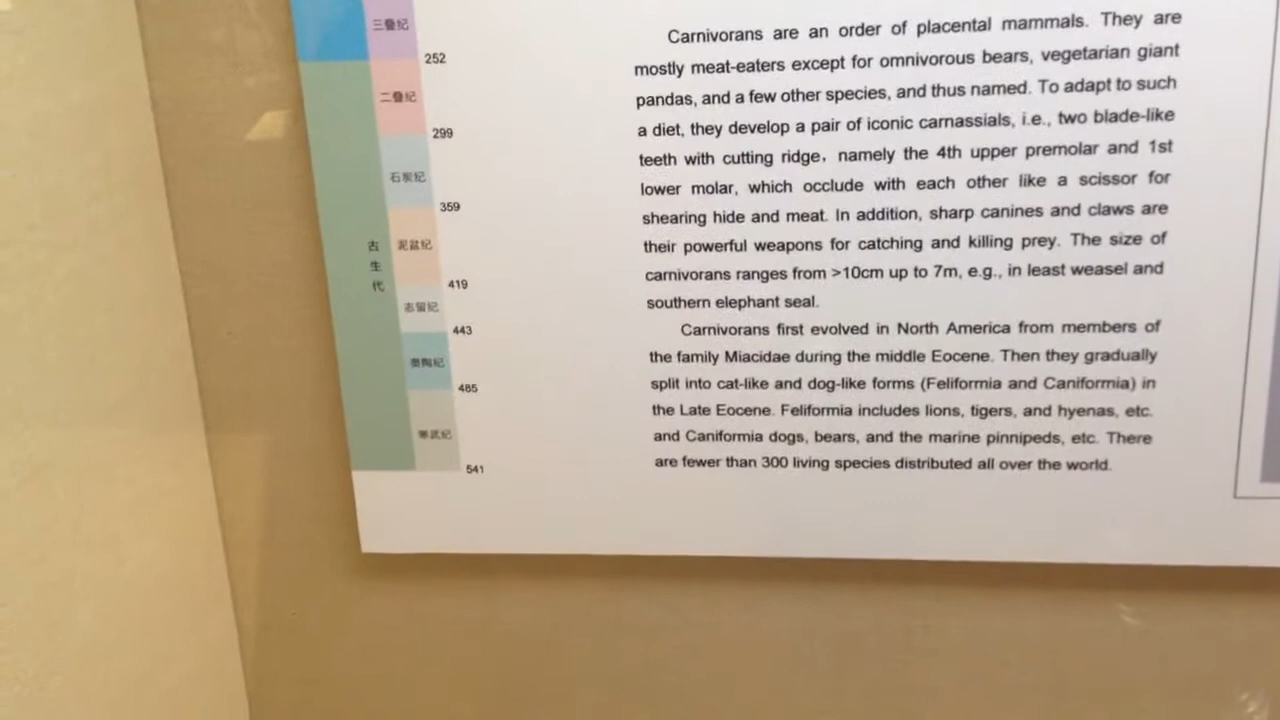 三叠纪
252
二叠纪
299
石炭纪
359
泥盆纪
419
志留纪
443
奥陶纪
485
寒武纪
541
古
生
代
Carnivorans are an order of placental mammals. They are
mostly meat-eaters except for omnivorous bears, vegetarian giant
pandas, and a few other species, and thus named. To adapt to such
a diet, they develop a pair of iconic carnassials, i.e., two blade-like
teeth with cutting ridge, namely the 4th upper premolar and 1st
lower molar, which occlude with each other like a scissor for
shearing hide and meat. In addition, sharp canines and claws are
their powerful weapons for catching and killing prey. The size of
carnivorans ranges from >10cm up to 7m, e.g., in least weasel and
southern elephant seal.
Carnivorans first evolved in North America from members of
the family Miacidae during the middle Eocene. Then they gradually
split into cat-like and dog-like forms (Feliformia and Caniformia) in
the Late Eocene. Feliformia includes lions, tigers, and hyenas, etc.
and Caniformia dogs, bears, and the marine pinnipeds, etc. There
are fewer than 300 living species distributed all over the world.